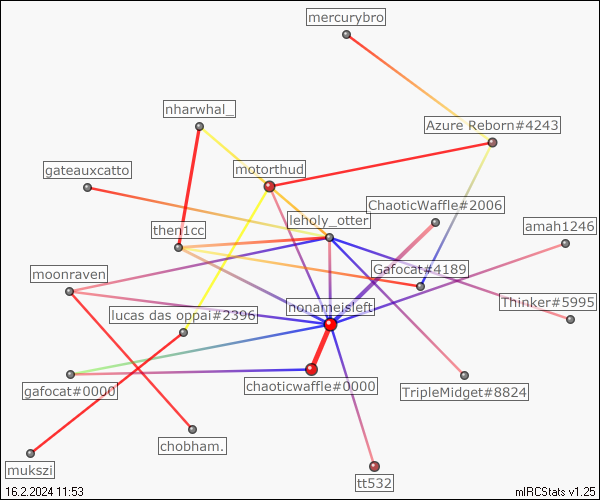 mercurybro
nharwhal_
Azure Reborn#4243
gateauxcatto
motorthud
ChaoticWaffle#2006
leholy_otter
then1cc
amah1246
moonraven
Gafocat#4189
nonameisleft
Thinker#5995
lucas das oppai#2396
gafocat#0000
chaoticwaffle#0000
TripleMidget#8824
chobham.
mukszi
tt532
16.2.2024 11:53
mIRCStats v1.25